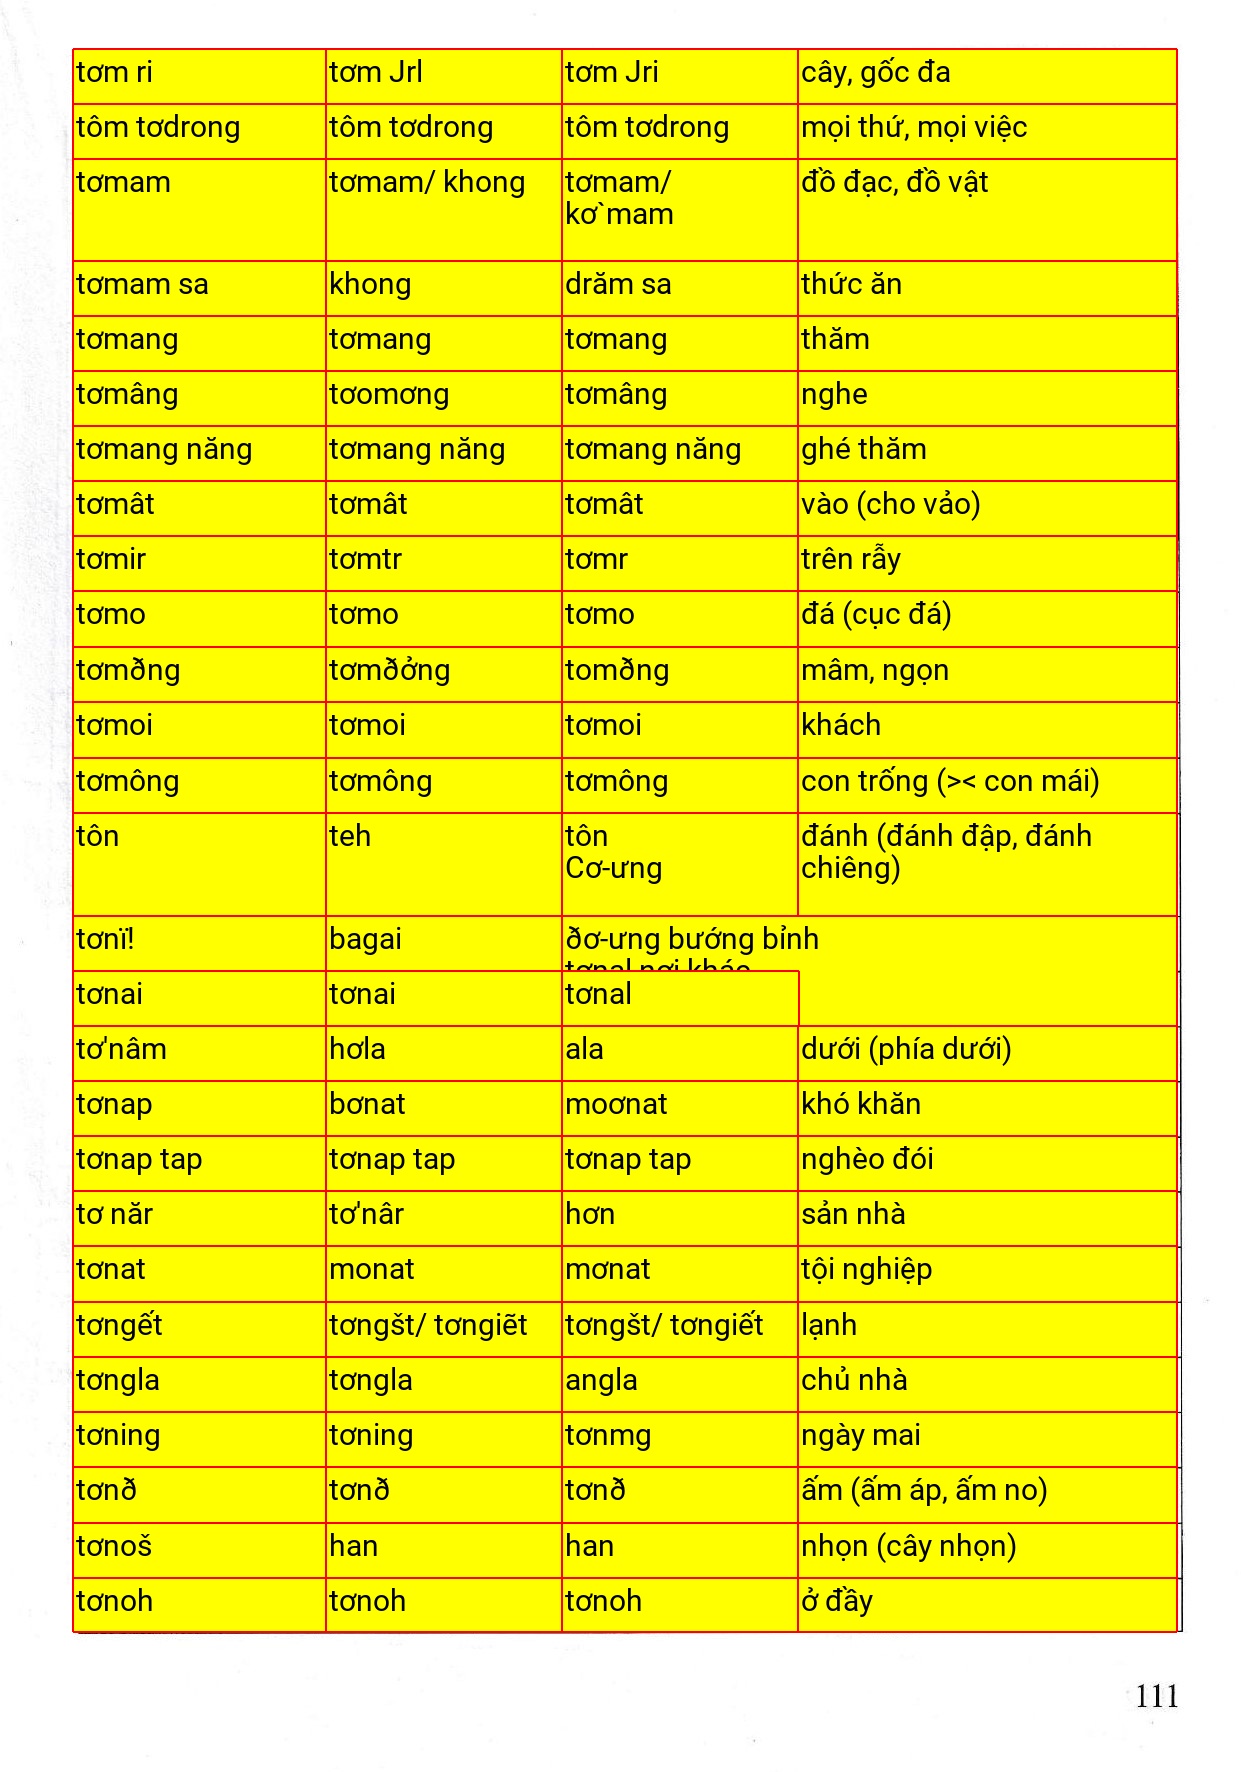 tơm ri tơm Jrl tơm Jri cây, gốc đa
tôm tơdrong tôm tơdrong tôm tơdrong mọi thứ, mọi việc
tơmam tơmam/ khong tơmam/ đồ đạc, đồ vật
kơ`mam
tơmam sa khong drăm sa thức ăn
tơmang tơmang tơmang thăm
tơmâng tơomơng tơmâng nghe
tơmang năng tơmang năng tơmang năng ghé thăm
tơmât tơmât tơmât vào (cho vảo)
tơmir tơmtr tơmr trên rẫy
tơmo tơmo tơmo đá (cục đá)
tơmðng tơmðởng tomðng mâm, ngọn
tơmoi tơmoi tơmoi khách
tơmông tơmông tơmông con trống (>< con mái)
tôn teh tôn đánh (đánh đập, đánh
Cơ-ưng chiêng)
tơnï! bagai ðơ-ưng bướng bỉnh
tơnal nơi khác
tơnai tơnai tơnal
tơ'nâm hơla ala dưới (phía dưới)
tơnap bơnat moơnat khó khăn
tơnap tap tơnap tap tơnap tap nghèo đói
tơ năr tơ'nâr hơn sản nhà
tơnat monat mơnat tội nghiệp
tơngết tơngšt/ tơngiẽt tơngšt/ tơngiết lạnh
tơngla tơngla angla chủ nhà
tơning tơning tơnmg ngày mai
tơnð tơnð tơnð ấm (ấm áp, ấm no)
tơnoš han han nhọn (cây nhọn)
tơnoh tơnoh tơnoh ở đầy
111